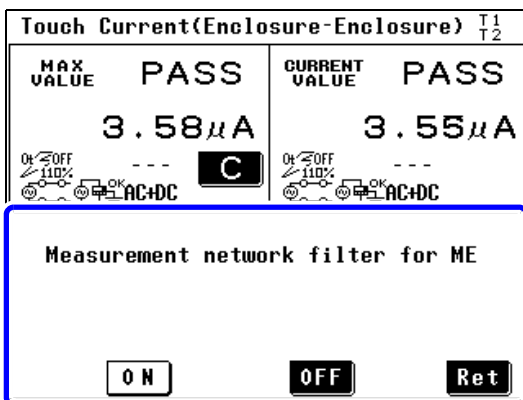 Touch Current(Enclosure-Enclosure) T1 T2
MAX VALUE PASS
3.58μA
0t OFF
110%
---
C
OK
AC+DC
CURRENT VALUE PASS
3.55μA
0t OFF
110%
---
OK
AC+DC
Measurement network filter for ME
ON OFF Ret